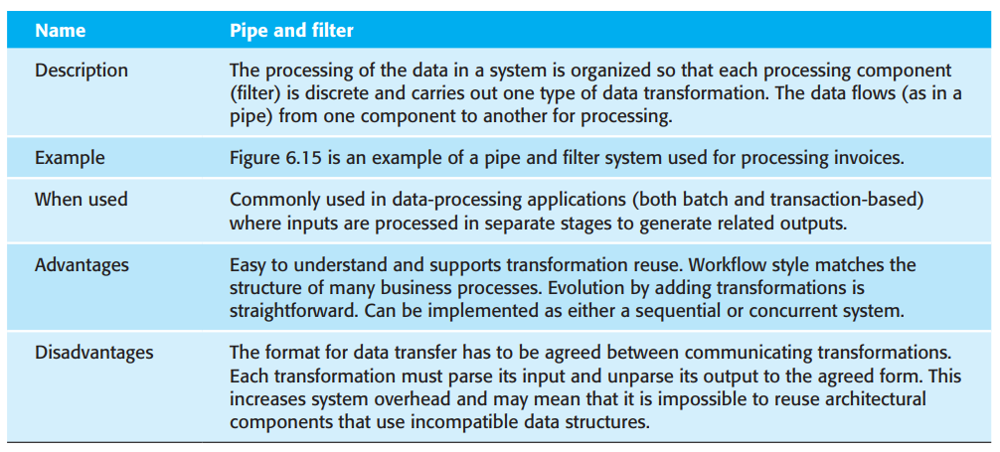 Name Pipe and filter
Description The processing of the data in a system is organized so that each processing component
(filter) is discrete and carries out one type of data transformation. The data flows (as in a
pipe) from one component to another for processing.
Example Figure 6.15 is an example of a pipe and filter system used for processing invoices.
When used Commonly used in data-processing applications (both batch and transaction-based)
where inputs are processed in separate stages to generate related outputs.
Advantages Easy to understand and supports transformation reuse. Workflow style matches the
structure of many business processes. Evolution by adding transformations is
straightforward. Can be implemented as either a sequential or concurrent system.
Disadvantages The format for data transfer has to be agreed between communicating transformations.
Each transformation must parse its input and unparse its output to the agreed form. This
increases system overhead and may mean that it is impossible to reuse architectural
components that use incompatible data structures.